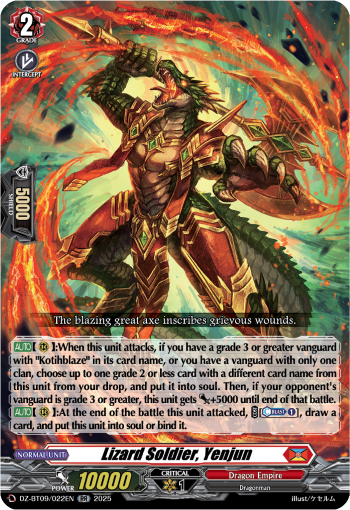 2
GRADE
INTERCEPT
5000
SHIELD
The blazing great axe inscribes grievous wounds.
AUTO [RC]:When this unit attacks, if you have a grade 3 or greater vanguard
with "Kotihblaze" in its card name, or you have a vanguard with only one
clan, choose up to one grade 2 or less card with a different card name from
this unit from your drop, and put it into soul. Then, if your opponent's
vanguard is grade 3 or greater, this unit gets +5000 until end of that battle.
AUTO [RC]:At the end of the battle this unit attacked, [BLAST 1], draw a
card, and put this unit into soul or bind it.
NORMAL UNIT
Lizard Soldier, Yenjun
POWER 10000
CRITICAL
1
Dragon Empire
Dragonman
D-BT09/022EN RR 2025
illust/ケセルム